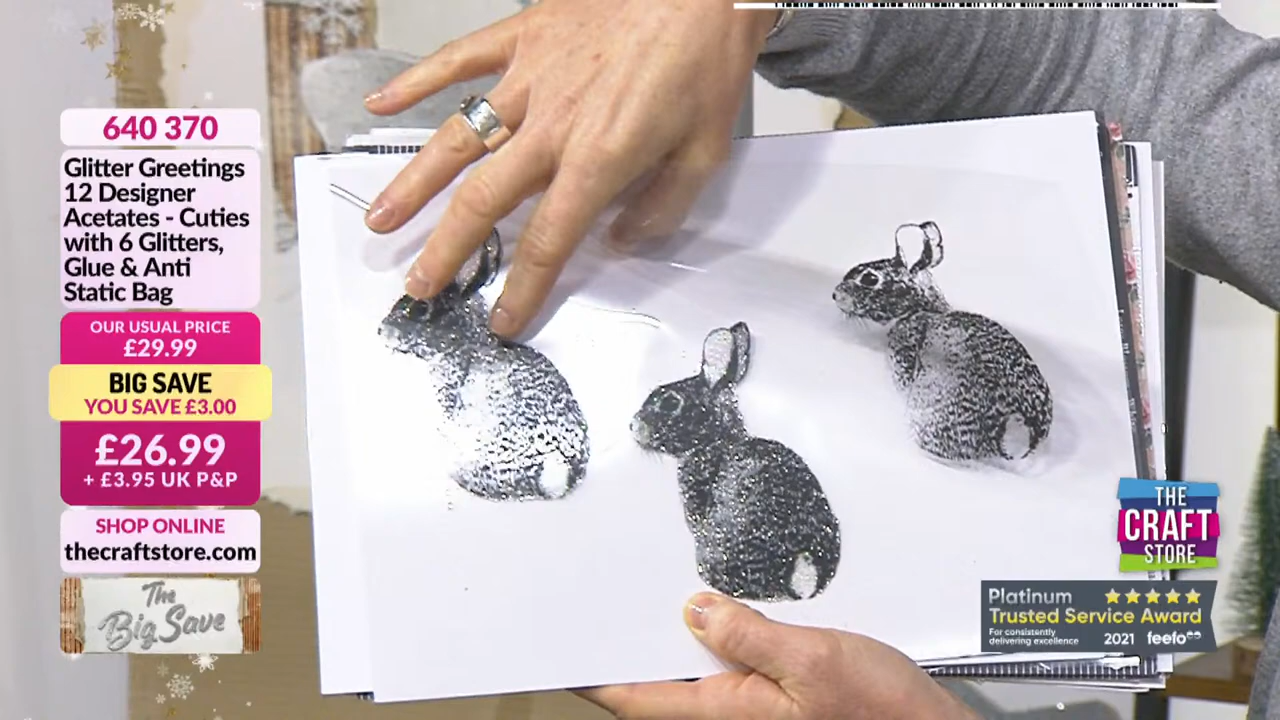 640 370
Glitter Greetings
12 Designer
Acetates - Cuties
with 6 Glitters,
Glue & Anti
Static Bag
OUR USUAL PRICE
£29.99
BIG SAVE
YOU SAVE £3.00
£26.99
+ £3.95 UK P&P
SHOP ONLINE
thecraftstore.com
The
Big Save
THE
CRAFT
STORE
Platinum
Trusted Service Award
For consistently
delivering excellence
2021 feefo